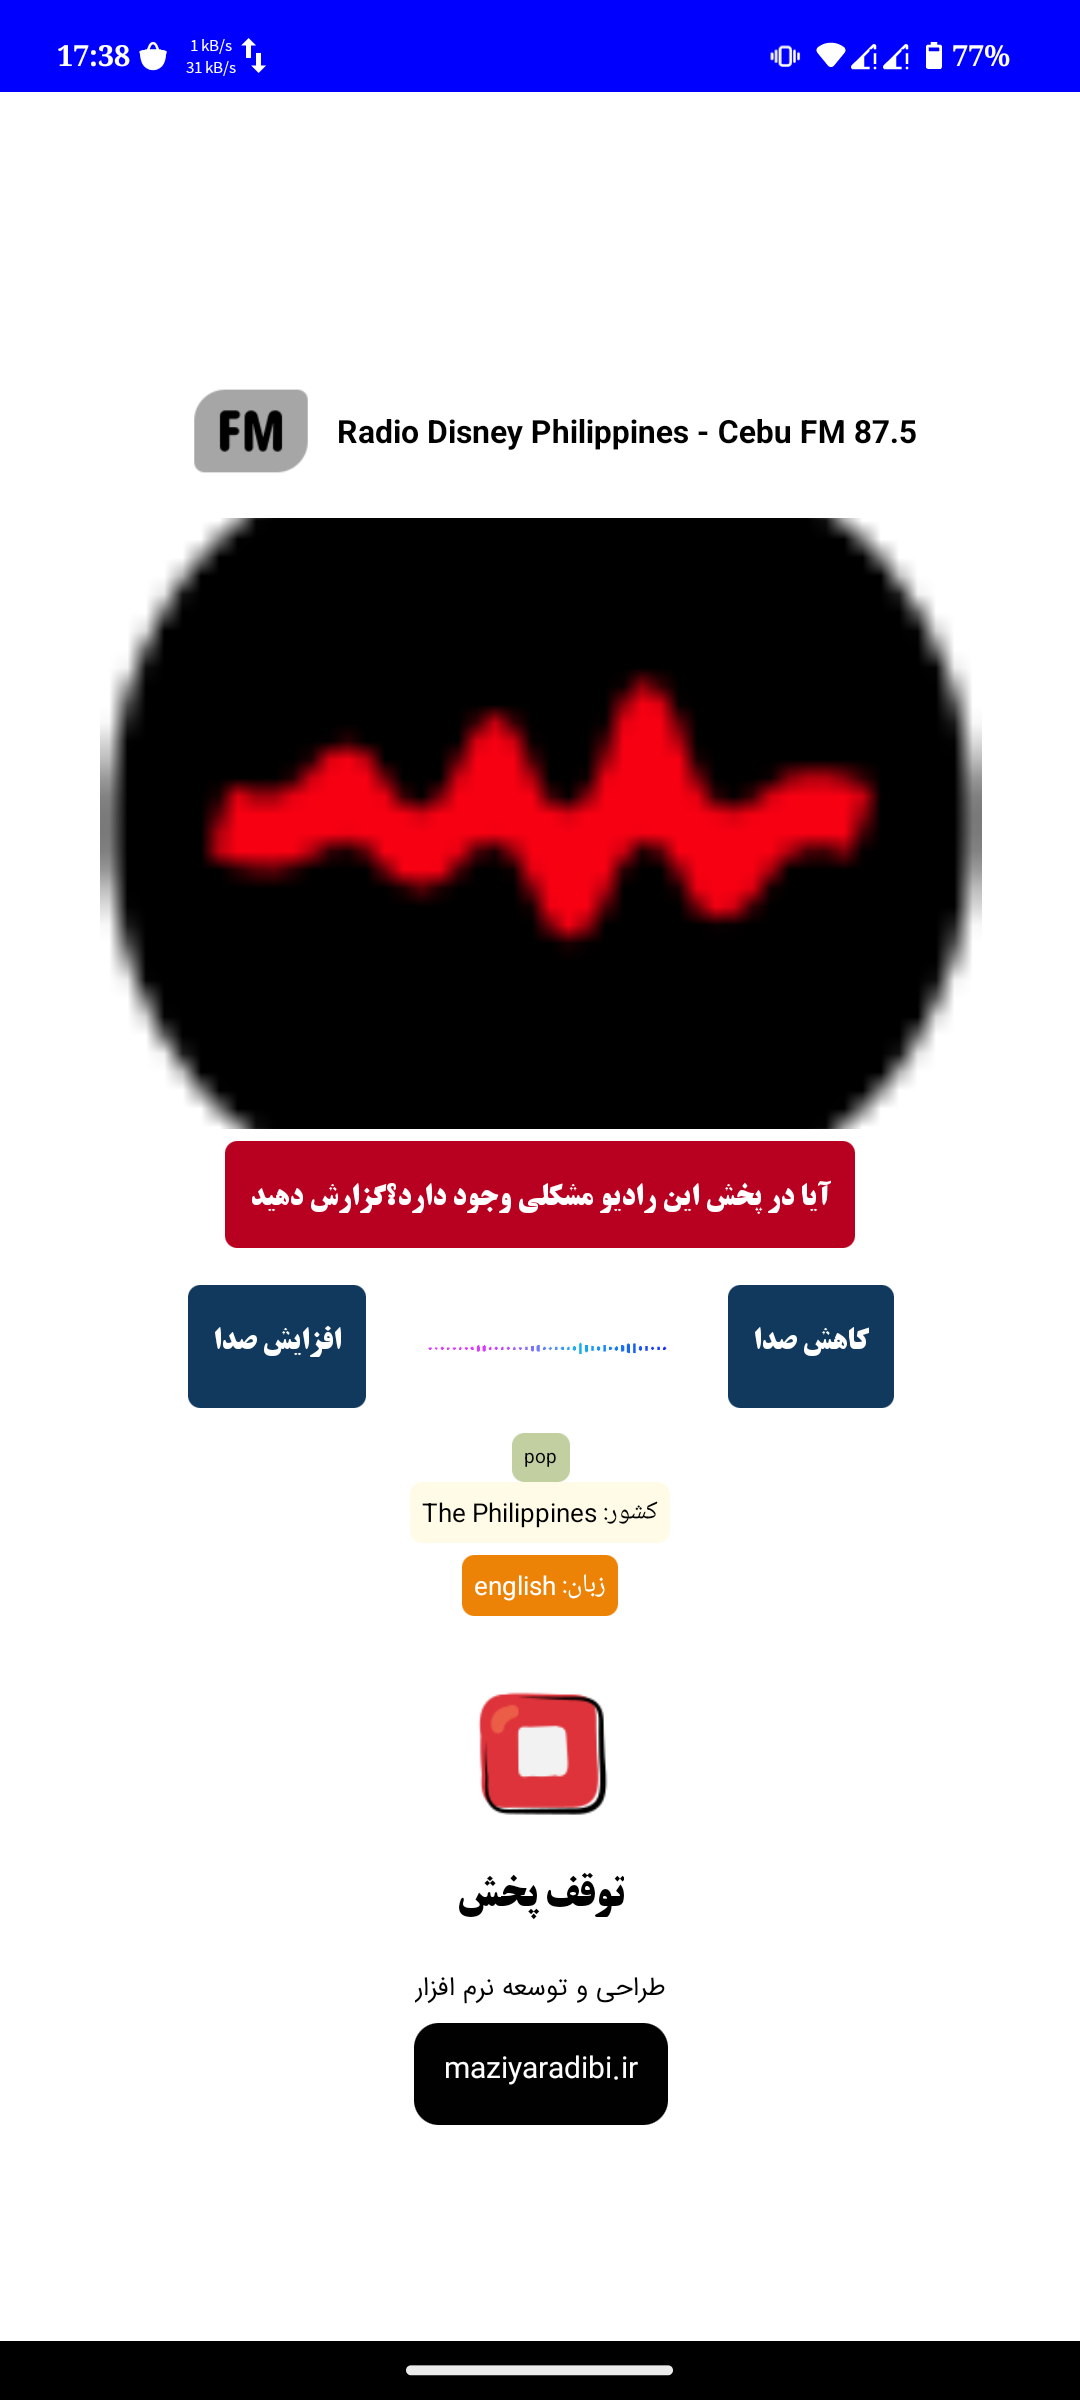 17:38
1 kB/s
31 kB/s
77%
FM
Radio Disney Philippines - Cebu FM 87.5
آیا در پخش این رادیو مشکلی وجود دارد؟گزارش دهید
افزایش صدا
کاهش صدا
pop
کشور: The Philippines
زبان: english
توقف پخش
طراحی و توسعه نرم افزار
maziyaradibi.ir